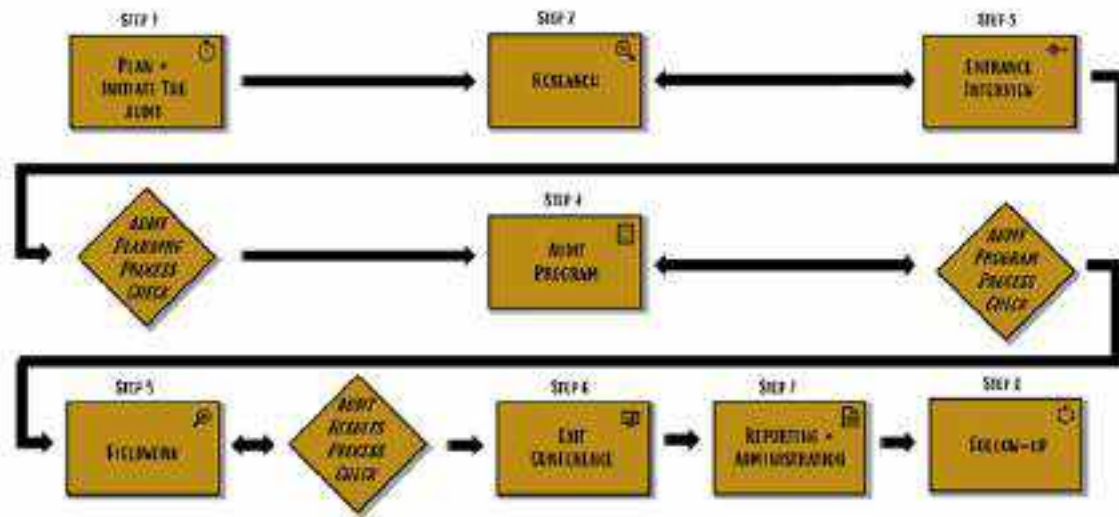 STEP 1
STEP 2
STEP 3
PLAN +
INITIATE THE
AUDIT
RESEARCH
ENTRANCE
INTERVIEW
STEP 4
AUDIT
PLANNING
PROCESS
CHECK
AUDIT
PROGRAM
AUDIT
PROGRAM
PROCESS
CHECK
STEP 5
STEP 6
STEP 7
STEP 8
FIELDWORK
AUDIT
RESULTS
PROCESS
CHECK
EXIT
CONFERENCE
REPORTING +
ADMINISTRATION
FOLLOW-UP